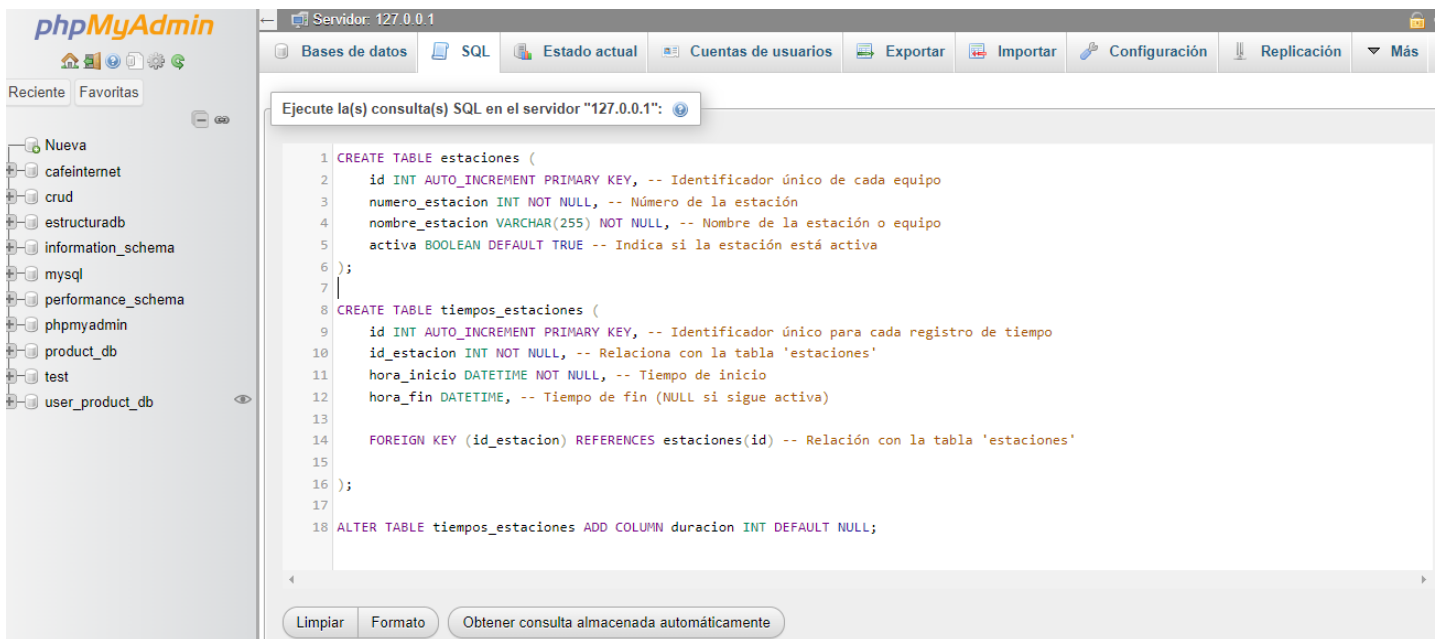 phpMyAdmin
Reciente Favoritas
Nueva
cafeinternet
crud
estructuradb
information_schema
mysql
performance_schema
phpmyadmin
product_db
test
user_product_db
Servidor: 127.0.0.1
Bases de datos SQL Estado actual Cuentas de usuarios Exportar Importar Configuración Replicación Más
Ejecute la(s) consulta(s) SQL en el servidor "127.0.0.1":
1 CREATE TABLE estaciones (
2 id INT AUTO_INCREMENT PRIMARY KEY, -- Identificador único de cada equipo
3 numero_estacion INT NOT NULL, -- Número de la estación
4 nombre_estacion VARCHAR(255) NOT NULL, -- Nombre de la estación o equipo
5 activa BOOLEAN DEFAULT TRUE -- Indica si la estación está activa
6 );
7
8 CREATE TABLE tiempos_estaciones (
9 id INT AUTO_INCREMENT PRIMARY KEY, -- Identificador único para cada registro de tiempo
10 id_estacion INT NOT NULL, -- Relaciona con la tabla 'estaciones'
11 hora_inicio DATETIME NOT NULL, -- Tiempo de inicio
12 hora_fin DATETIME, -- Tiempo de fin (NULL si sigue activa)
13
14 FOREIGN KEY (id_estacion) REFERENCES estaciones(id) -- Relación con la tabla 'estaciones'
15
16 );
17
18 ALTER TABLE tiempos_estaciones ADD COLUMN duracion INT DEFAULT NULL;
Limpiar Formato Obtener consulta almacenada automáticamente